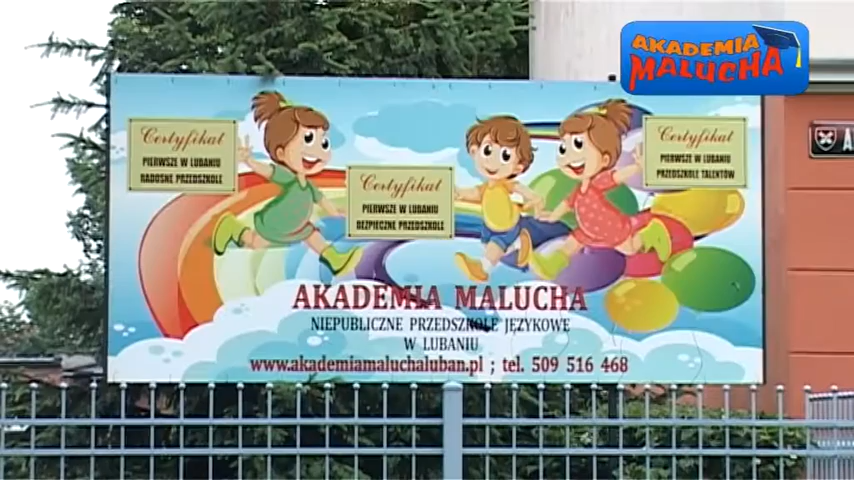 AKADEMIA
MALUCHA
Certyfikat
PIERWSZE W LUBANIU
RADOSNE PRZEDSZKOLE
Certyfikat
PIERWSZE W LUBANIU
BEZPIECZNE PRZEDSZKOLE
Certyfikat
PIERWSZE W LUBANIU
PRZEDSZKOLE TALENTÓW
AKADEMIA MALUCHA
NIEPUBLICZNE PRZEDSZKOLE JĘZYKOWE
W LUBANIU
www.akademiamaluchaluban.pl ; tel. 509 516 468